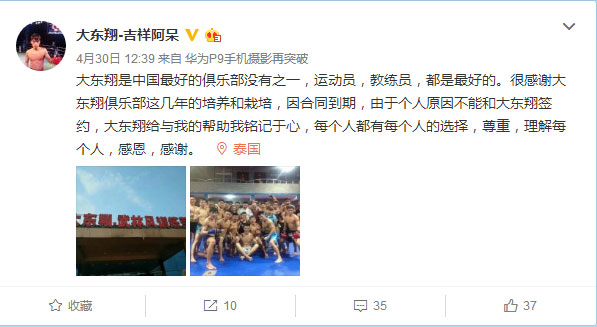 大东翔-吉祥阿呆
4月30日 12:39 来自 华为P9手机摄影再突破
大东翔是中国最好的俱乐部没有之一，运动员，教练员，都是最好的。很感谢大
东翔俱乐部这几年的培养和栽培，因合同到期，由于个人原因不能和大东翔签
约，大东翔给与我的帮助我铭记于心，每个人都有每个人的选择，尊重，理解每
个人，感恩，感谢。 泰国
大东翔.武林风训练
收藏 10 35 37